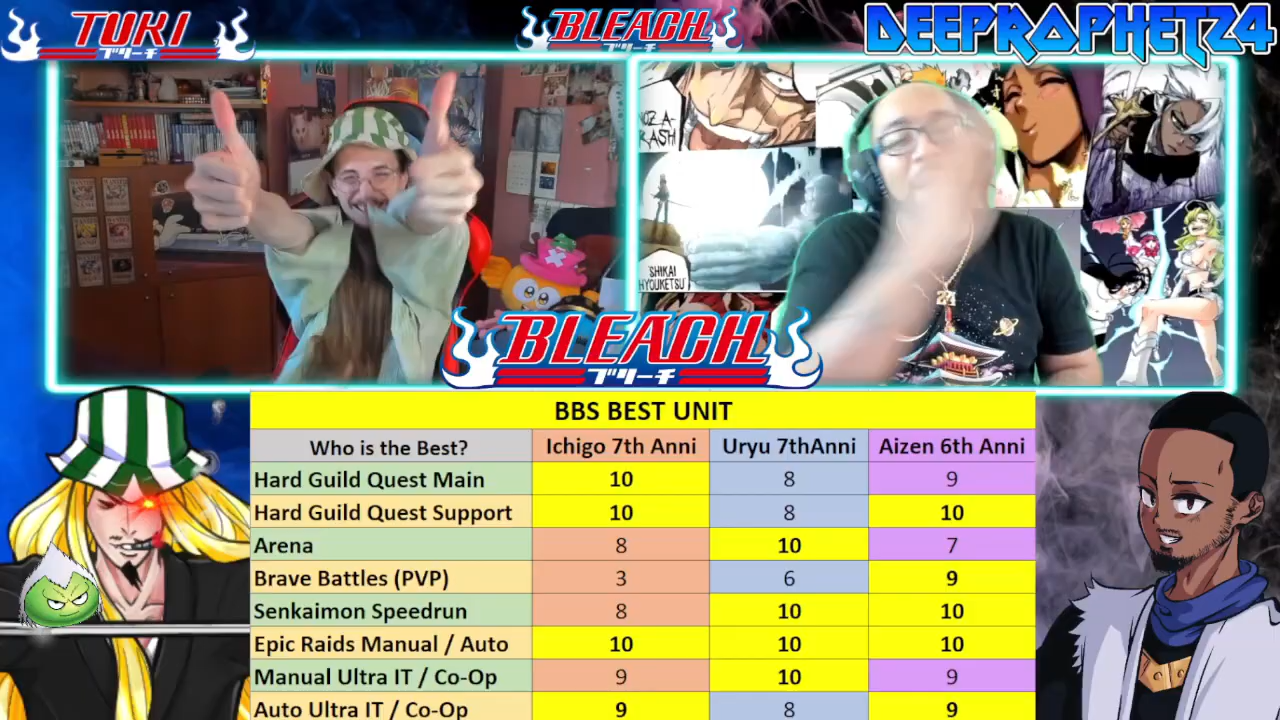 TUKI
ブリーチ
BLEACH
ブリーチ
DEEPROPHET24
SHIKAI
HYOUKETSU
BLEACH
ブリーチ
BBS BEST UNIT
Who is the Best? Ichigo 7th Anni Uryu 7thAnni Aizen 6th Anni
Hard Guild Quest Main 10 8 9
Hard Guild Quest Support 10 8 10
Arena 8 10 7
Brave Battles (PVP) 3 6 9
Senkaimon Speedrun 8 10 10
Epic Raids Manual / Auto 10 10 10
Manual Ultra IT / Co-Op 9 10 9
Auto Ultra IT / Co-Op 9 8 9